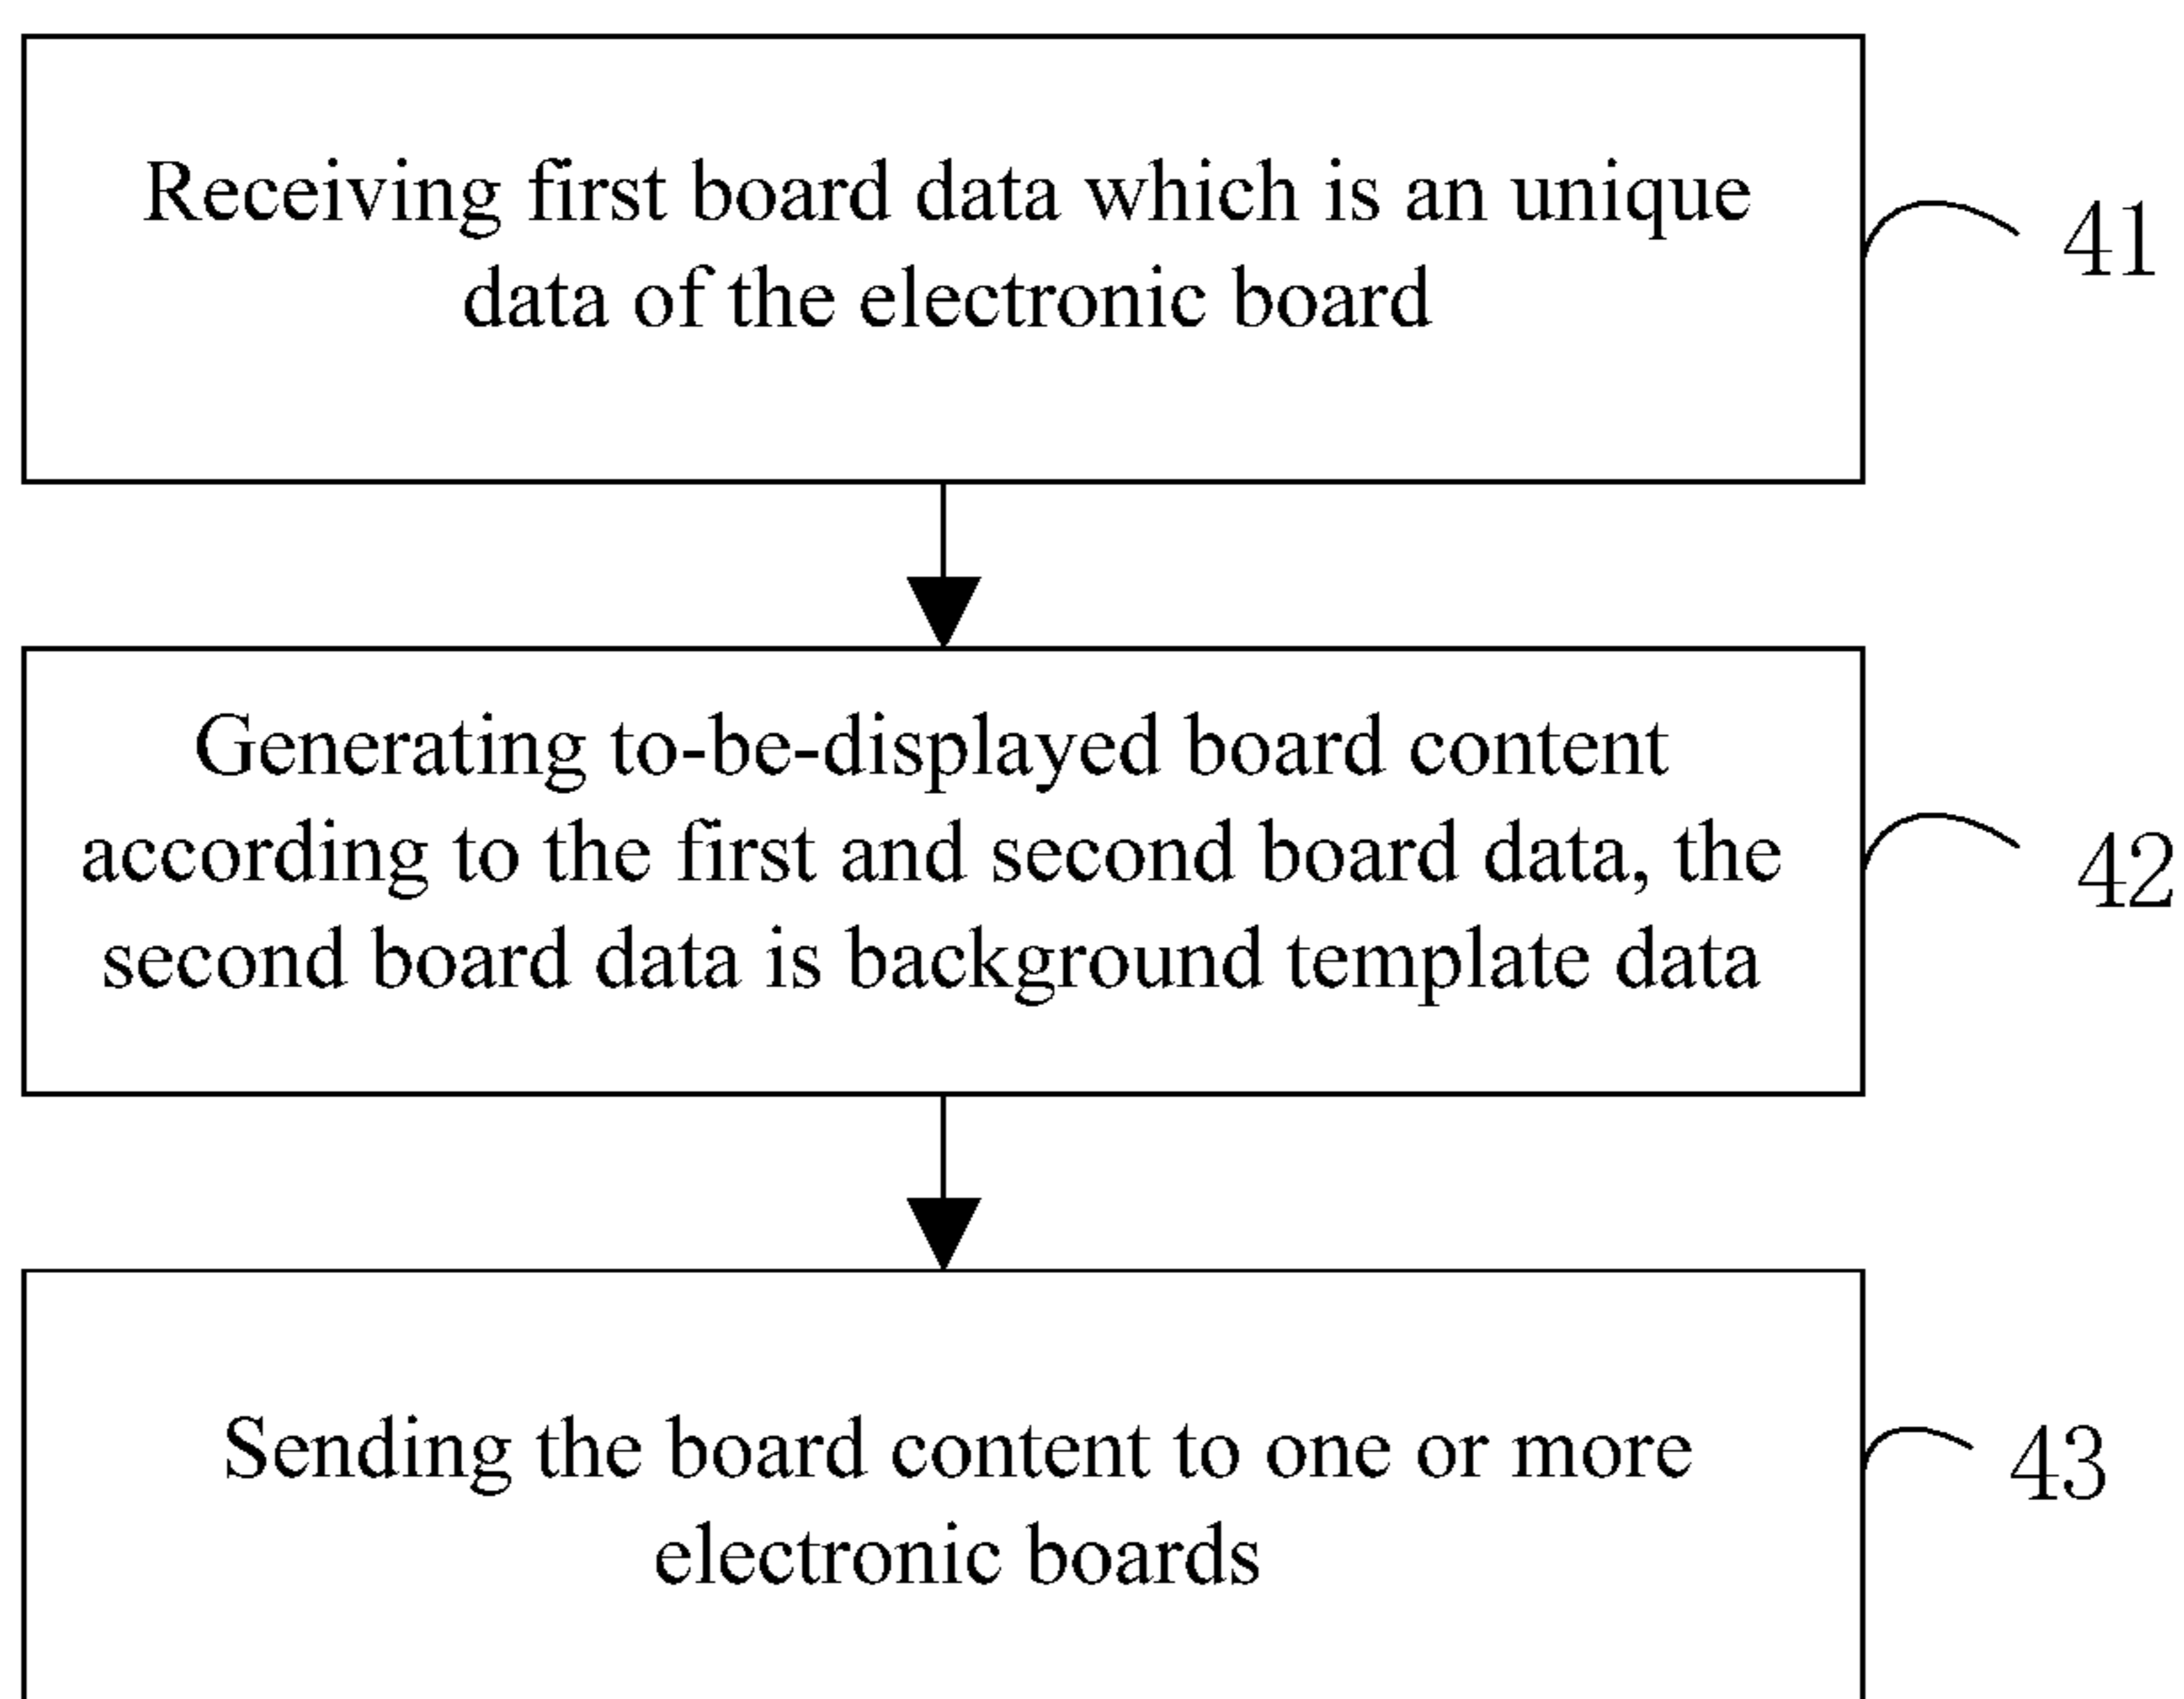 Receiving first board data which is an unique
data of the electronic board
41
Generating to-be-displayed board content
according to the first and second board data, the
second board data is background template data
42
Sending the board content to one or more
electronic boards
43